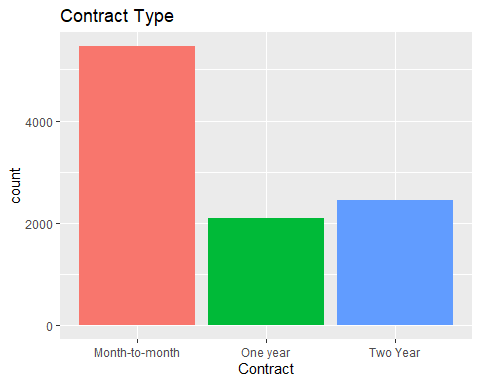 Contract Type
count
4000
2000
0
Month-to-month One year Two Year
Contract